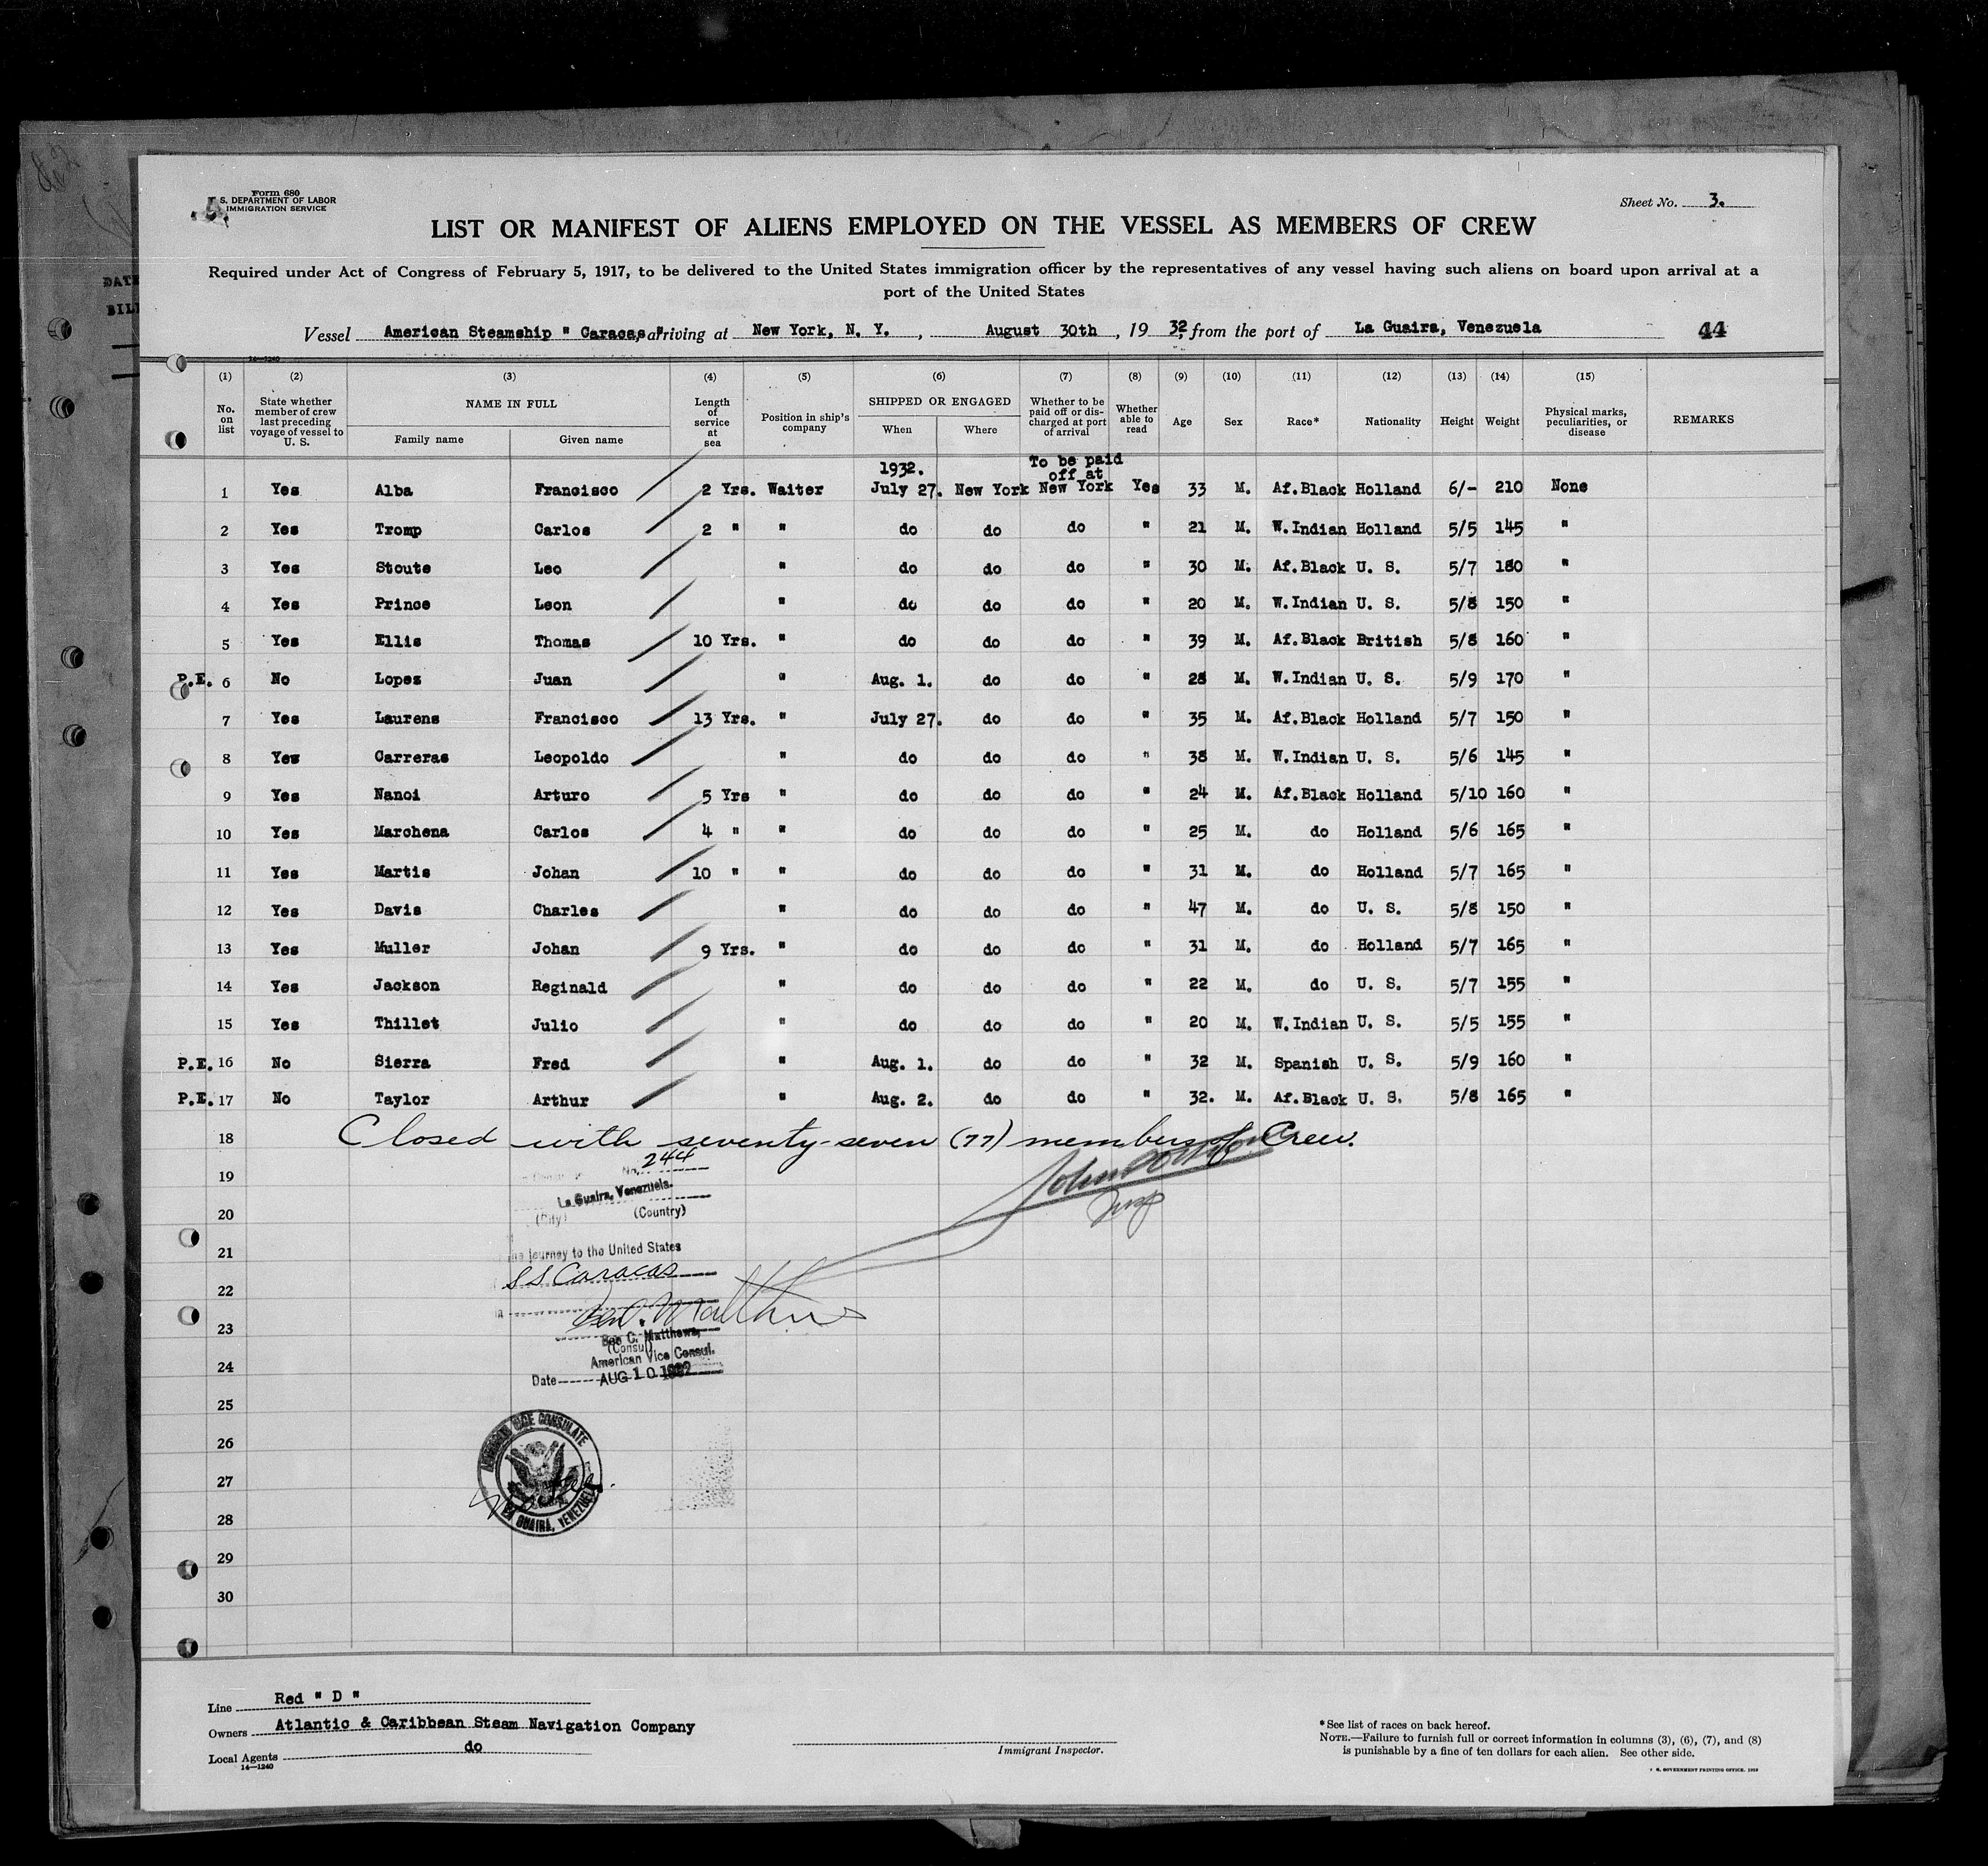 Form 680
U. S. DEPARTMENT OF LABOR
IMMIGRATION SERVICE
Sheet No. 3.
LIST OR MANIFEST OF ALIENS EMPLOYED ON THE VESSEL AS MEMBERS OF CREW
Required under Act of Congress of February 5, 1917, to be delivered to the United States immigration officer by the representatives of any vessel having such aliens on board upon arrival at a
port of the United States
Vessel American Steamship " Caracas", arriving at New York, N. Y. , August 30th , 19 32, from the port of La Guaira, Venezuela 44
14—1240
(1) (2) (3) (4) (5) (6) (7) (8) (9) (10) (11) (12) (13) (14) (15)
No. on list State whether member of crew last preceding voyage of vessel to U. S. NAME IN FULL Family name Given name Length of service at sea Position in ship's company SHIPPED OR ENGAGED When Where Whether to be paid off or discharged at port of arrival Whether able to read Age Sex Race* Nationality Height Weight Physical marks, peculiarities, or disease REMARKS
1932. To be paid off at
1 Yes Alba Francisco 2 Yrs. Waiter July 27. New York New York Yes 33 M. Af.Black Holland 6/- 210 None
2 Yes Tromp Carlos 2 " " do do do " 21 M. W.Indian Holland 5/5 145 "
3 Yes Stoute Leo " do do do " 30 M. Af.Black U. S. 5/7 "
4 Yes Prince Leon " do do do " 20 M. W.Indian U. S. 5/8 150 "
5 Yes Ellis Thomas 10 Yrs. " do do do " 39 M. Af.Black British 5/8 160 "
P.E. 6 No Lopez Juan " Aug. 1. do do " M. W.Indian U. S. 5/9 170 "
7 Yes Laurens Francisco 13 Yrs. " July 27. do do " 35 M. Af.Black Holland 5/7 150 "
8 Yes Carreras Leopoldo " do do do " 38 M. W.Indian U. S. 5/6 145 "
9 Yes Nanoi Arturo 5 Yrs " do do do " 24 M. Af.Black Holland 5/10 160 "
10 Yes Marchena Carlos 4 " " do do do " 25 M. do Holland 5/6 165 "
11 Yes Martis Johan 10 " " do do do " 31 M. do Holland 5/7 165 "
12 Yes Davis Charles " do do do " 47 M. do U. S. 5/8 150 "
13 Yes Muller Johan 9 Yrs. " do do do " 31 M. do Holland 5/7 165 "
14 Yes Jackson Reginald " do do do " 22 M. do U. S. 5/7 155 "
15 Yes Thillet Julio " do do do " 20 M. W.Indian U. S. 5/5 155 "
P.E. 16 No Sierra Fred " Aug. 1. do do " 32 M. Spanish U. S. 5/9 160 "
P.E. 17 No Taylor Arthur " Aug. 2. do do " 32. M. Af.Black U. S. 5/8 165 "
18 Closed with seventy-seven (77) members of Crew.
No. 244
19
La Guaira, Venezuela.
20 (City) (Country)
21 journey to the United States
SS Caracas
22
23 Ben C. Matthews
Ben C. Matthews,
(Consul)
24 American Vice Consul.
Date AUG 10 1932
25
26 AMERICAN VICE CONSULATE
27
28 LA GUAIRA, VENEZUELA
29
30
Line Red " D "
Owners Atlantic & Caribbean Steam Navigation Company
Local Agents do
14—1240
Immigrant Inspector.
*See list of races on back hereof.
NOTE.—Failure to furnish full or correct information in columns (3), (6), (7), and (8)
is punishable by a fine of ten dollars for each alien. See other side.
DATE
BILL